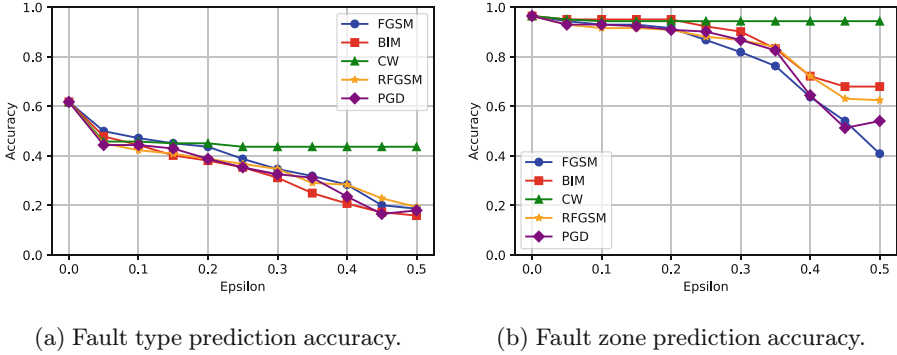 1.0
0.8
0.6
0.4
0.2
0.0
Accuracy
0.0 0.1 0.2 0.3 0.4 0.5
Epsilon
FGSM
BIM
CW
RFGSM
PGD
(a) Fault type prediction accuracy.
1.0
0.8
0.6
0.4
0.2
0.0
Accuracy
0.0 0.1 0.2 0.3 0.4 0.5
Epsilon
FGSM
BIM
CW
RFGSM
PGD
(b) Fault zone prediction accuracy.